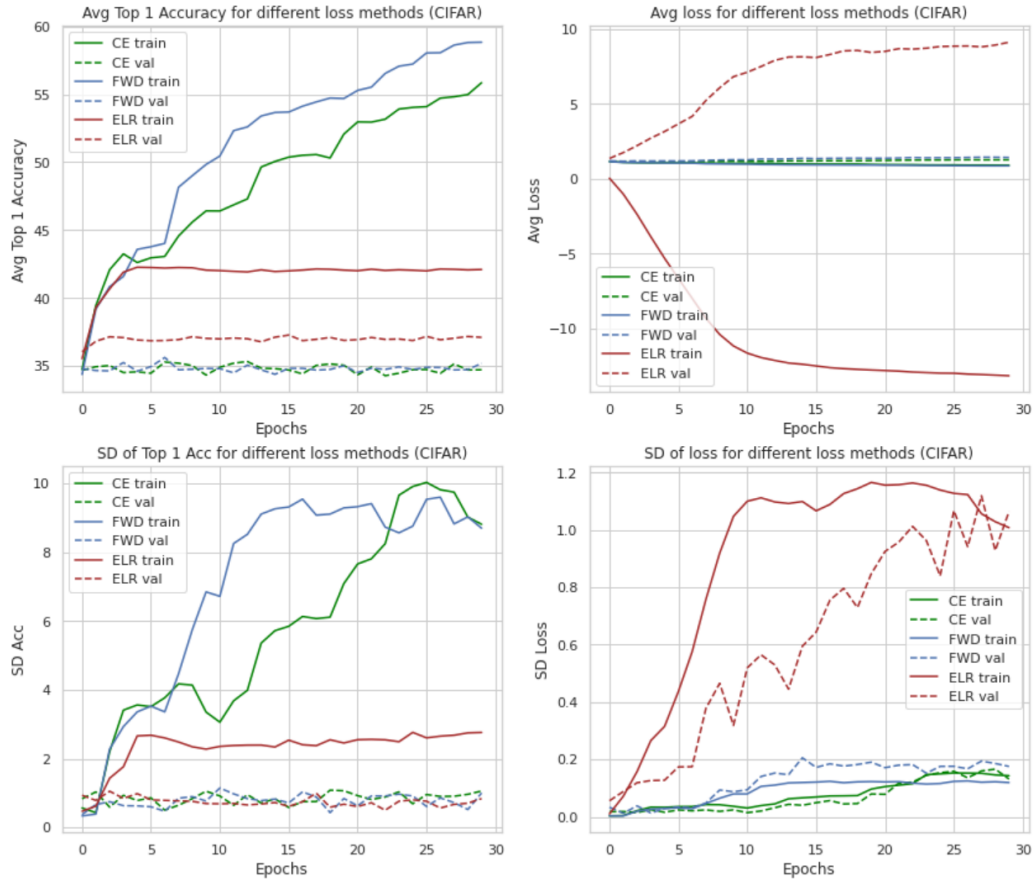 Avg Top 1 Accuracy for different loss methods (CIFAR)
60
55
50
45
40
35
Avg Top 1 Accuracy
CE train
CE val
FWD train
FWD val
ELR train
ELR val
0 5 10 15 20 25 30
Epochs
Avg loss for different loss methods (CIFAR)
10
5
0
−5
−10
Avg Loss
CE train
CE val
FWD train
FWD val
ELR train
ELR val
0 5 10 15 20 25 30
Epochs
SD of Top 1 Acc for different loss methods (CIFAR)
10
8
6
4
2
0
SD Acc
CE train
CE val
FWD train
FWD val
ELR train
ELR val
0 5 10 15 20 25 30
Epochs
SD of loss for different loss methods (CIFAR)
1.2
1.0
0.8
0.6
0.4
0.2
0.0
SD Loss
CE train
CE val
FWD train
FWD val
ELR train
ELR val
0 5 10 15 20 25 30
Epochs